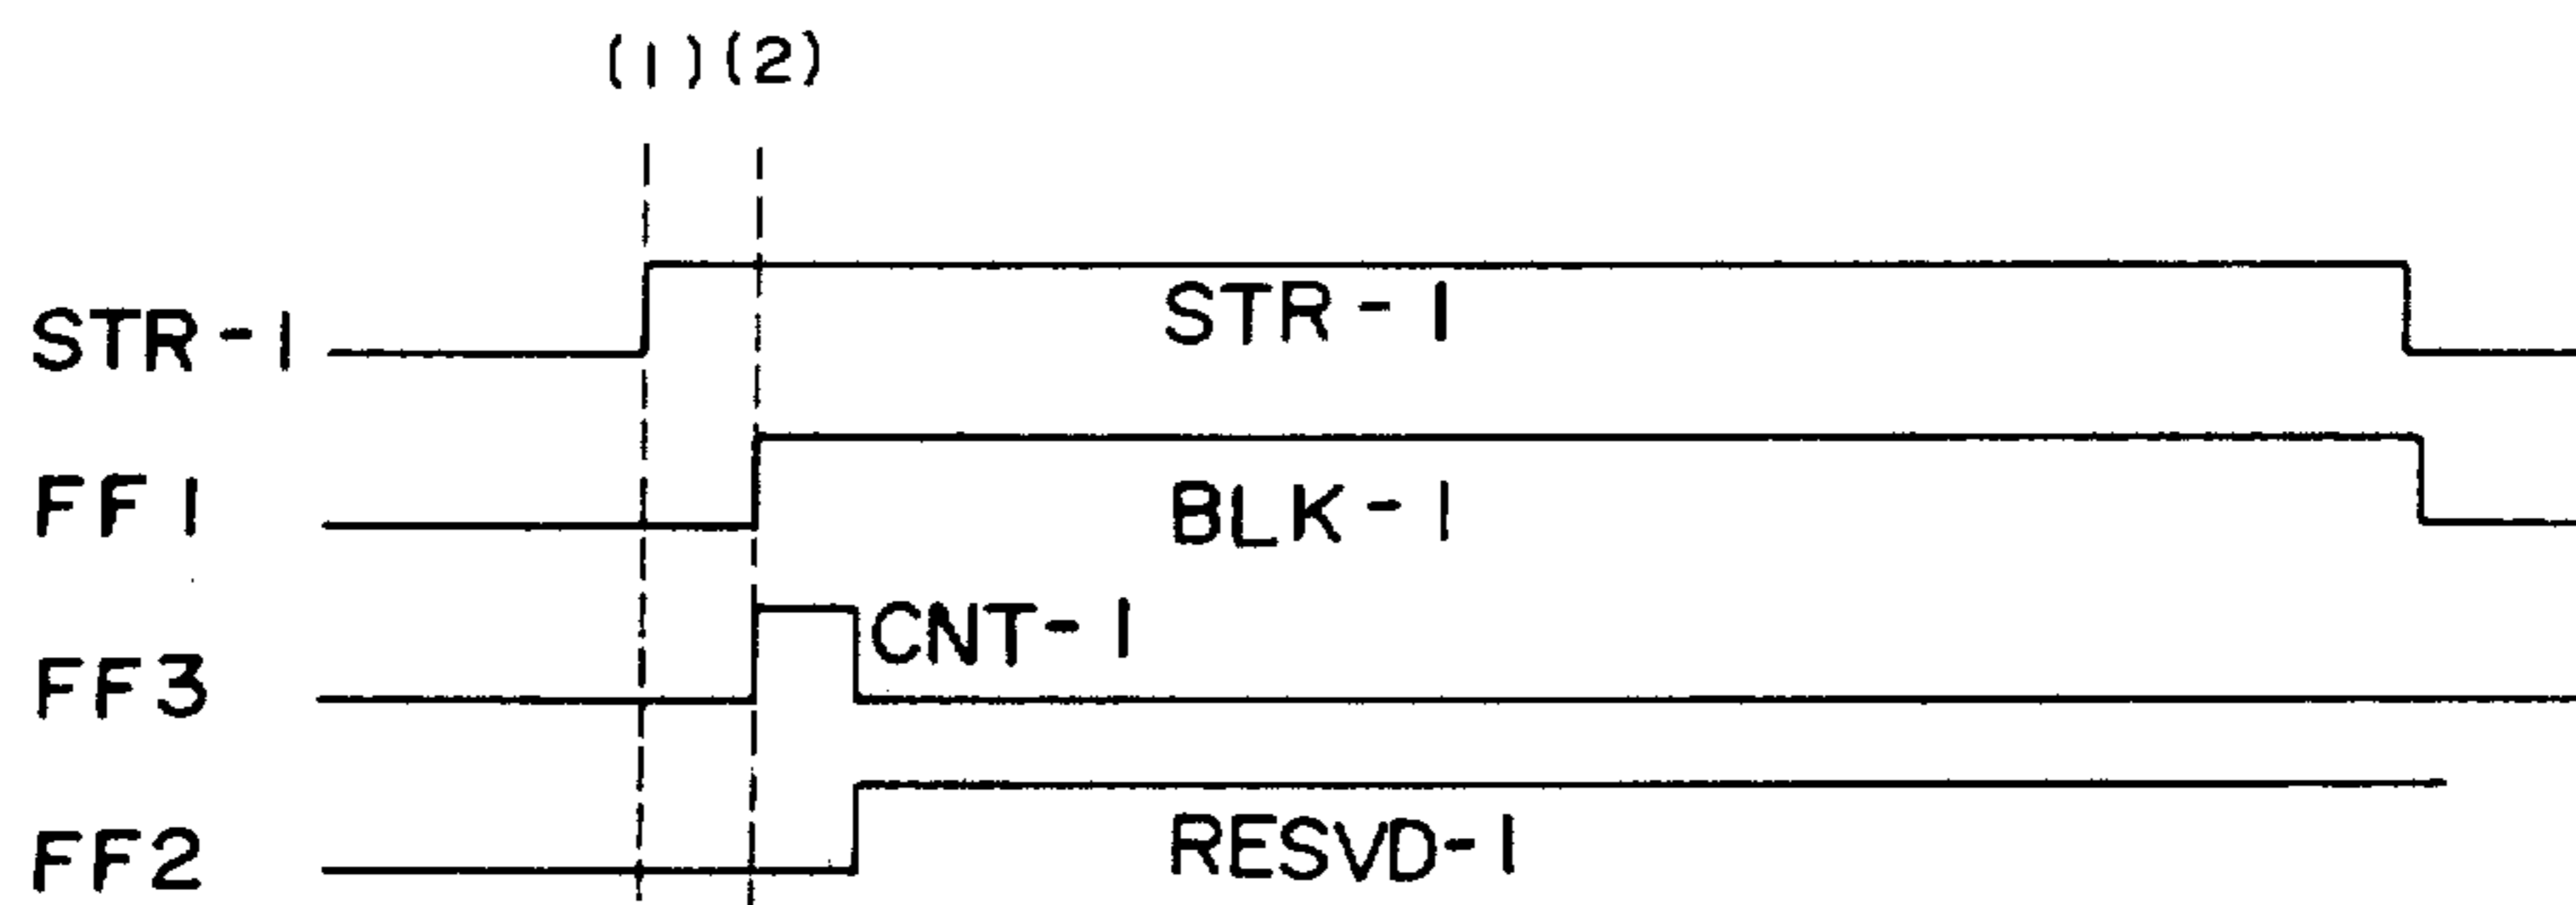 (1) (2)
STR-1 STR-1
FF1 BLK-1
FF3 CNT-1
FF2 RESVD-1